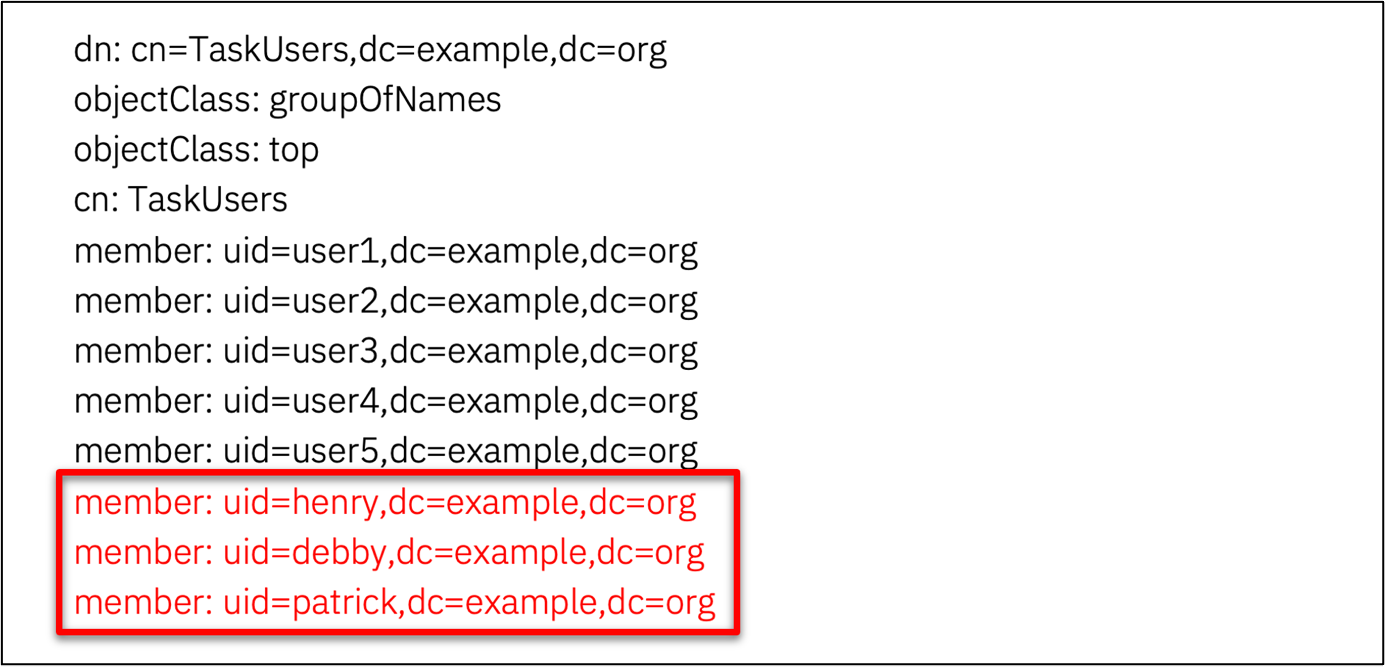 dn: cn=TaskUsers,dc=example,dc=org
objectClass: groupOfNames
objectClass: top
cn: TaskUsers
member: uid=user1,dc=example,dc=org
member: uid=user2,dc=example,dc=org
member: uid=user3,dc=example,dc=org
member: uid=user4,dc=example,dc=org
member: uid=user5,dc=example,dc=org
member: uid=henry,dc=example,dc=org
member: uid=debby,dc=example,dc=org
member: uid=patrick,dc=example,dc=org